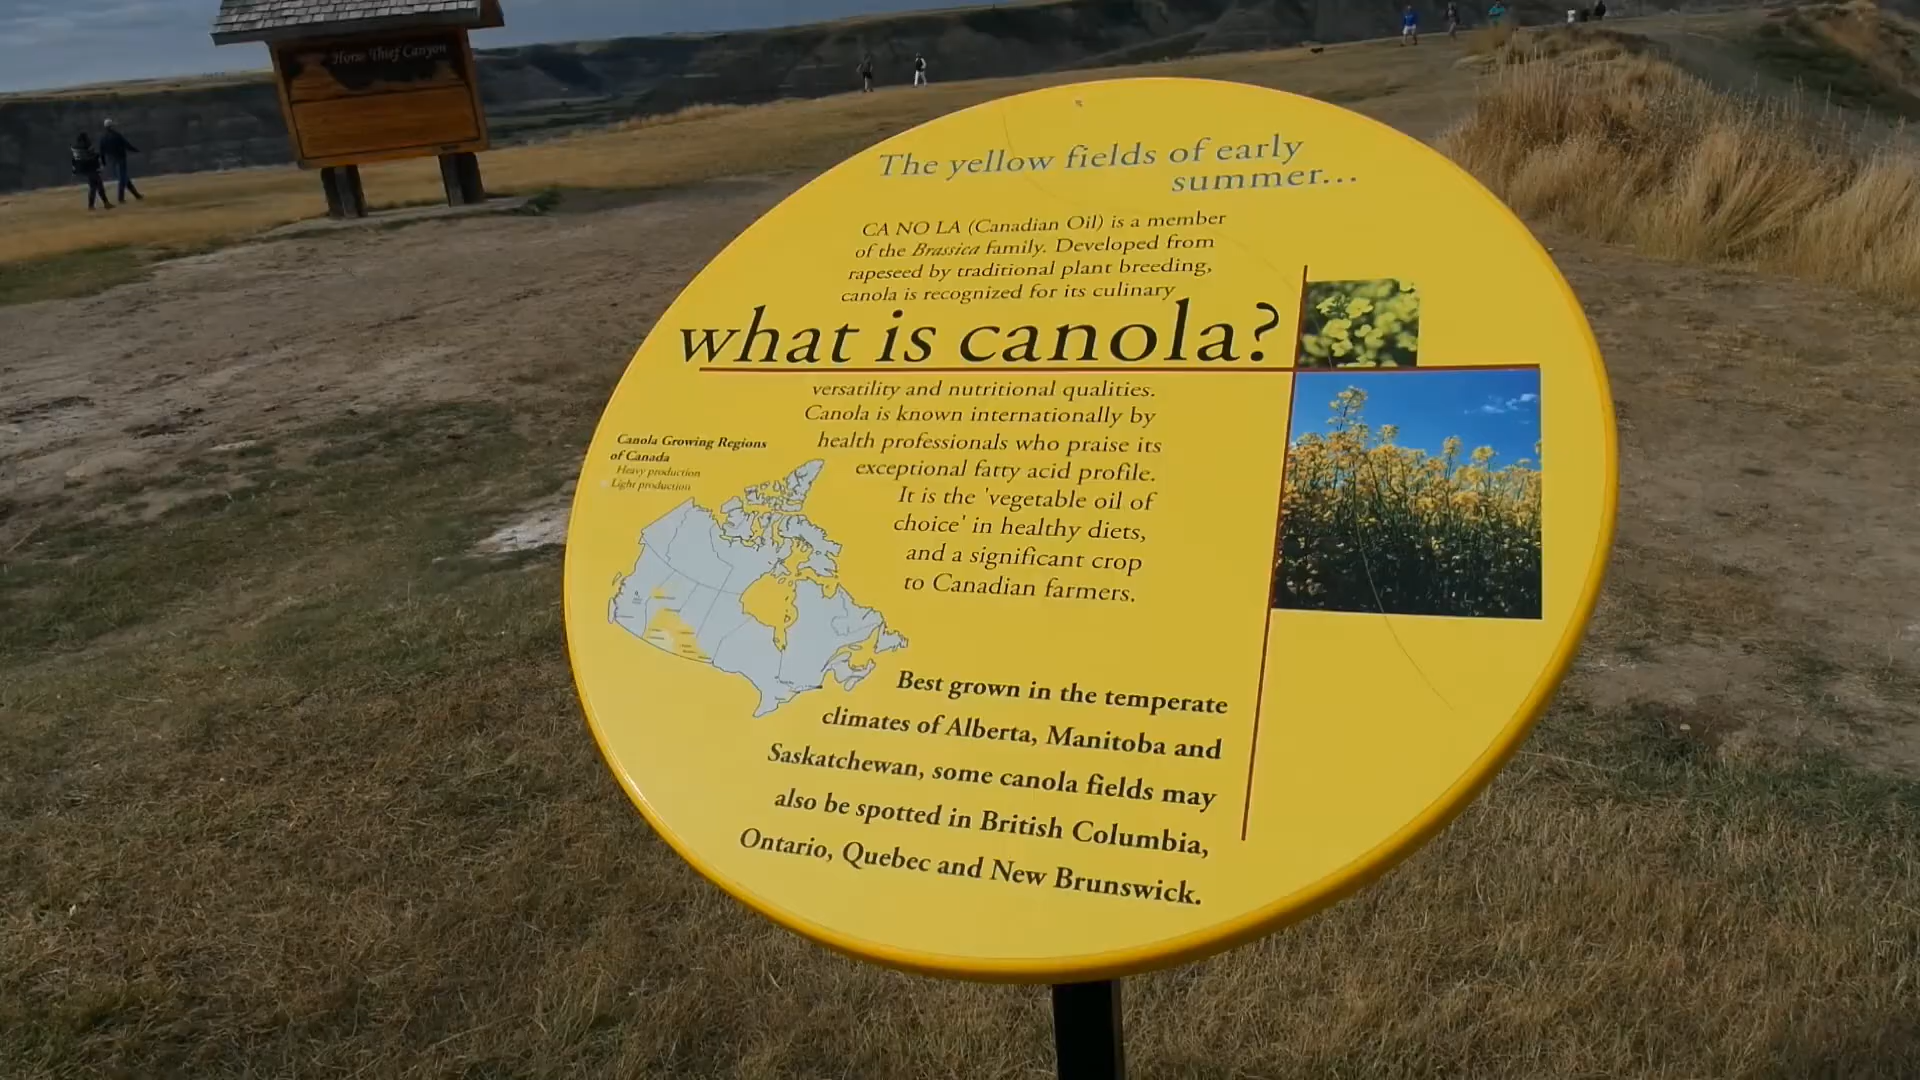 Horse Thief Canyon
The yellow fields of early
summer...
CA NO LA (Canadian Oil) is a member
of the Brassica family. Developed from
rapeseed by traditional plant breeding,
canola is recognized for its culinary
what is canola?
versatility and nutritional qualities.
Canola is known internationally by
health professionals who praise its
exceptional fatty acid profile.
It is the 'vegetable oil of
choice' in healthy diets,
and a significant crop
to Canadian farmers.
Canola Growing Regions
of Canada
Heavy production
Light production
Best grown in the temperate
climates of Alberta, Manitoba and
Saskatchewan, some canola fields may
also be spotted in British Columbia,
Ontario, Quebec and New Brunswick.